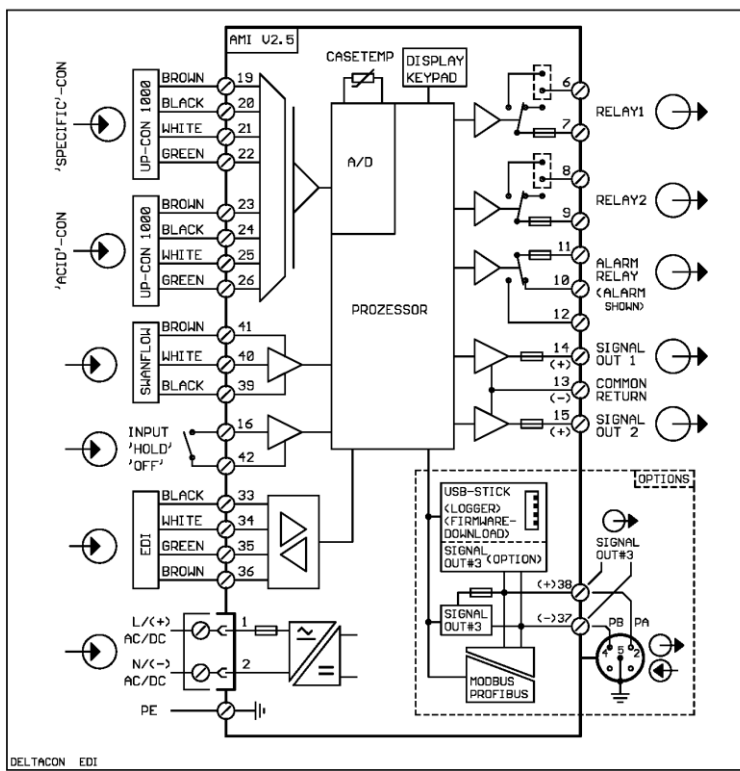 AMI V2.5
CASETEMP
DISPLAY
KEYPAD
A/D
PROZESSOR
'SPECIFIC'-CON
UP-CON 1000
BROWN 19
BLACK 20
WHITE 21
GREEN 22
'ACID'-CON
UP-CON 1000
BROWN 23
BLACK 24
WHITE 25
GREEN 26
SWANFLOW
BROWN 41
WHITE 40
BLACK 39
INPUT
'HOLD'
'OFF'
16
42
EDI
BLACK 33
WHITE 34
GREEN 35
BROWN 36
L/(+)
AC/DC
1
N/(-)
AC/DC
2
PE
6
7
RELAY1
8
9
RELAY2
11
10
12
ALARM
RELAY
(ALARM
SHOWN)
14
(+)
SIGNAL
OUT 1
13
(-)
COMMON
RETURN
15
(+)
SIGNAL
OUT 2
OPTIONS
USB-STICK
(LOGGER)
(FIRMWARE-
DOWNLOAD)
SIGNAL
OUT#3 (OPTION)
SIGNAL
OUT#3
(+)38
(-)37
SIGNAL
OUT#3
PB PA
4 5 2
MODBUS
PROFIBUS
DELTACON EDI